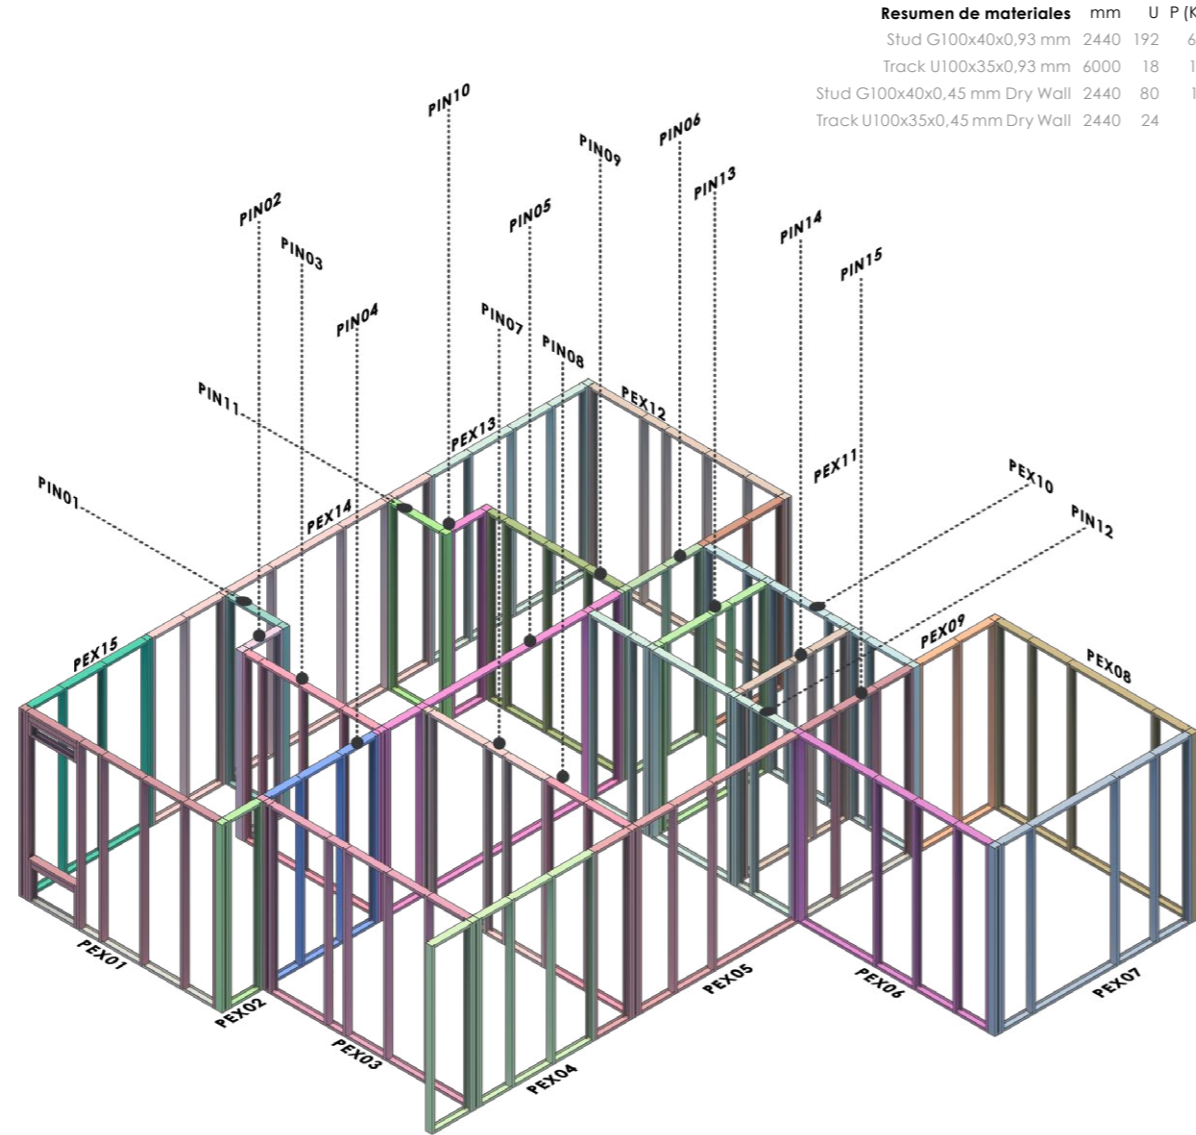 Resumen de materiales mm U P (K
Stud G100x40x0,93 mm 2440 192 6
Track U100x35x0,93 mm 6000 18 1
Stud G100x40x0,45 mm Dry Wall 2440 80 1
Track U100x35x0,45 mm Dry Wall 2440 24
PIN10
PIN06
PIN09
PIN13
PIN02
PIN05
PIN14
PIN03
PIN15
PIN04
PIN07
PIN08
PIN11
PEX12
PEX13
PEX11
PEX10
PIN01
PEX14
PIN12
PEX09
PEX15
PEX08
PEX01
PEX02
PEX03
PEX04
PEX05
PEX06
PEX07